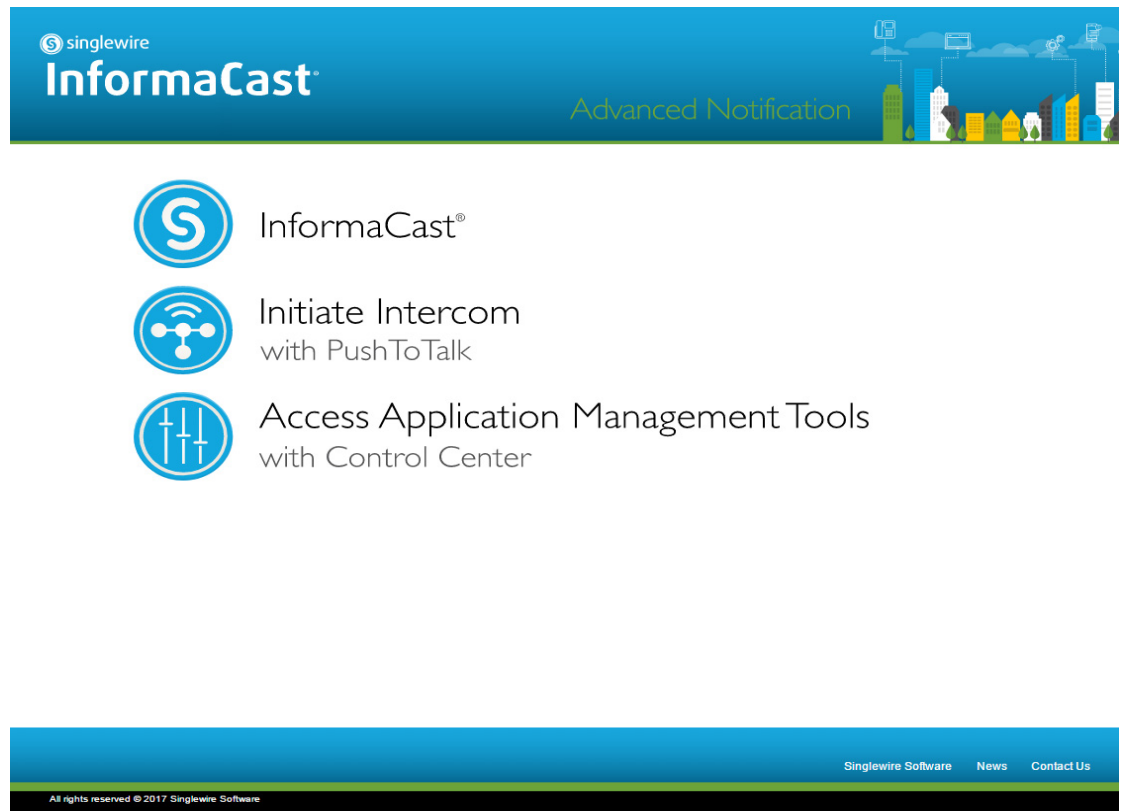 singlewire
InformaCast®
Advanced Notification
InformaCast®
Initiate Intercom
with PushToTalk
Access Application Management Tools
with Control Center
Singlewire Software News Contact Us
All rights reserved © 2017 Singlewire Software